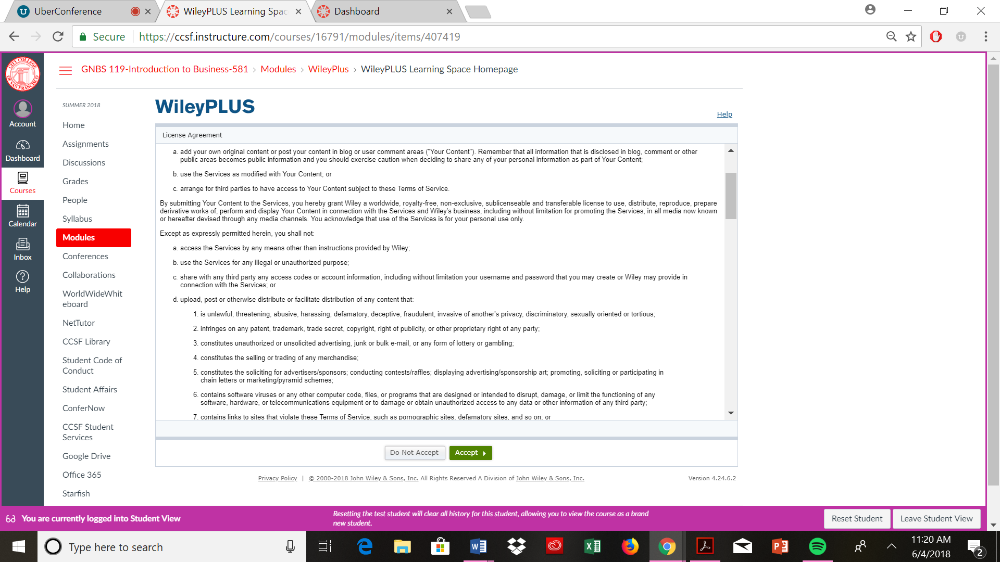 UberConference
WileyPLUS Learning Spac
Dashboard
Secure
https://ccsf.instructure.com/courses/16791/modules/items/407419
CITY COLLEGE
OF SAN FRANCISCO
Account
Dashboard
Courses
Calendar
Inbox
Help
GNBS 119-Introduction to Business-581 > Modules > WileyPlus > WileyPLUS Learning Space Homepage
SUMMER 2018
Home
Assignments
Discussions
Grades
People
Syllabus
Modules
Conferences
Collaborations
WorldWideWhit
eboard
NetTutor
CCSF Library
Student Code of
Conduct
Student Affairs
ConferNow
CCSF Student
Services
Google Drive
Office 365
Starfish
WileyPLUS
Help
License Agreement
a. add your own original content or post your content in blog or user comment areas ("Your Content"). Remember that all information that is disclosed in blog, comment or other
public areas becomes public information and you should exercise caution when deciding to share any of your personal information as part of Your Content;
b. use the Services as modified with Your Content; or
c. arrange for third parties to have access to Your Content subject to these Terms of Service.
By submitting Your Content to the Services, you hereby grant Wiley a worldwide, royalty-free, non-exclusive, sublicenseable and transferable license to use, distribute, reproduce, prepare
derivative works of, perform and display Your Content in connection with the Services and Wiley's business, including without limitation for promoting the Services, in all media now known
or hereafter devised through any media channels. You acknowledge that use of the Services is for your personal use only.
Except as expressly permitted herein, you shall not:
a. access the Services by any means other than instructions provided by Wiley;
b. use the Services for any illegal or unauthorized purpose;
c. share with any third party any access codes or account information, including without limitation your username and password that you may create or Wiley may provide in
connection with the Services; or
d. upload, post or otherwise distribute or facilitate distribution of any content that:
1. is unlawful, threatening, abusive, harassing, defamatory, deceptive, fraudulent, invasive of another's privacy, discriminatory, sexually oriented or tortious;
2. infringes on any patent, trademark, trade secret, copyright, right of publicity, or other proprietary right of any party;
3. constitutes unauthorized or unsolicited advertising, junk or bulk e-mail, or any form of lottery or gambling;
4. constitutes the selling or trading of any merchandise;
5. constitutes the soliciting for advertisers/sponsors; conducting contests/raffles; displaying advertising/sponsorship art; promoting, soliciting or participating in
chain letters or marketing/pyramid schemes;
6. contains software viruses or any other computer code, files, or programs that are designed or intended to disrupt, damage, or limit the functioning of any
software, hardware, or telecommunications equipment or to damage or obtain unauthorized access to any data or other information of any third party;
7. contains links to sites that violate these Terms of Service, such as pornographic sites, defamatory sites, and so on; or
Do Not Accept
Accept
Privacy Policy | © 2000-2018 John Wiley & Sons, Inc. All Rights Reserved A Division of John Wiley & Sons, Inc.
Version 4.24.6.2
You are currently logged into Student View
Resetting the test student will clear all history for this student, allowing you to view the course as a brand
new student.
Reset Student
Leave Student View
Type here to search
11:20 AM
6/4/2018
2